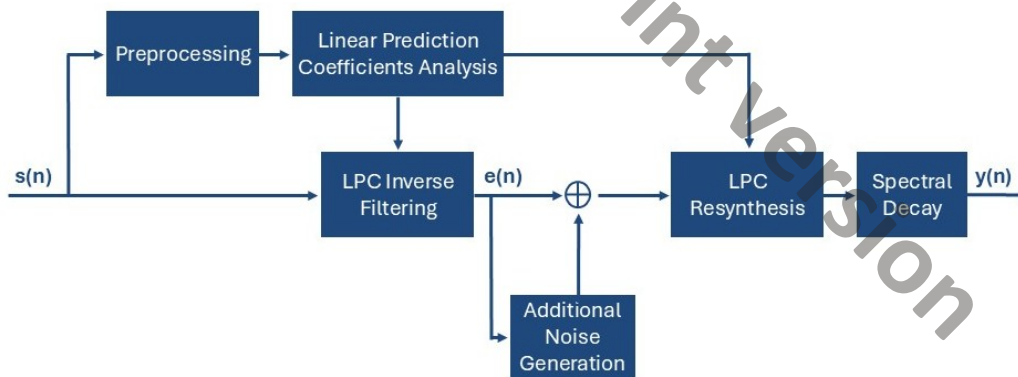 Preprocessing
Linear Prediction
Coefficients Analysis
s(n)
LPC Inverse
Filtering
e(n)
LPC
Resynthesis
Spectral
Decay
y(n)
Additional
Noise
Generation
int version